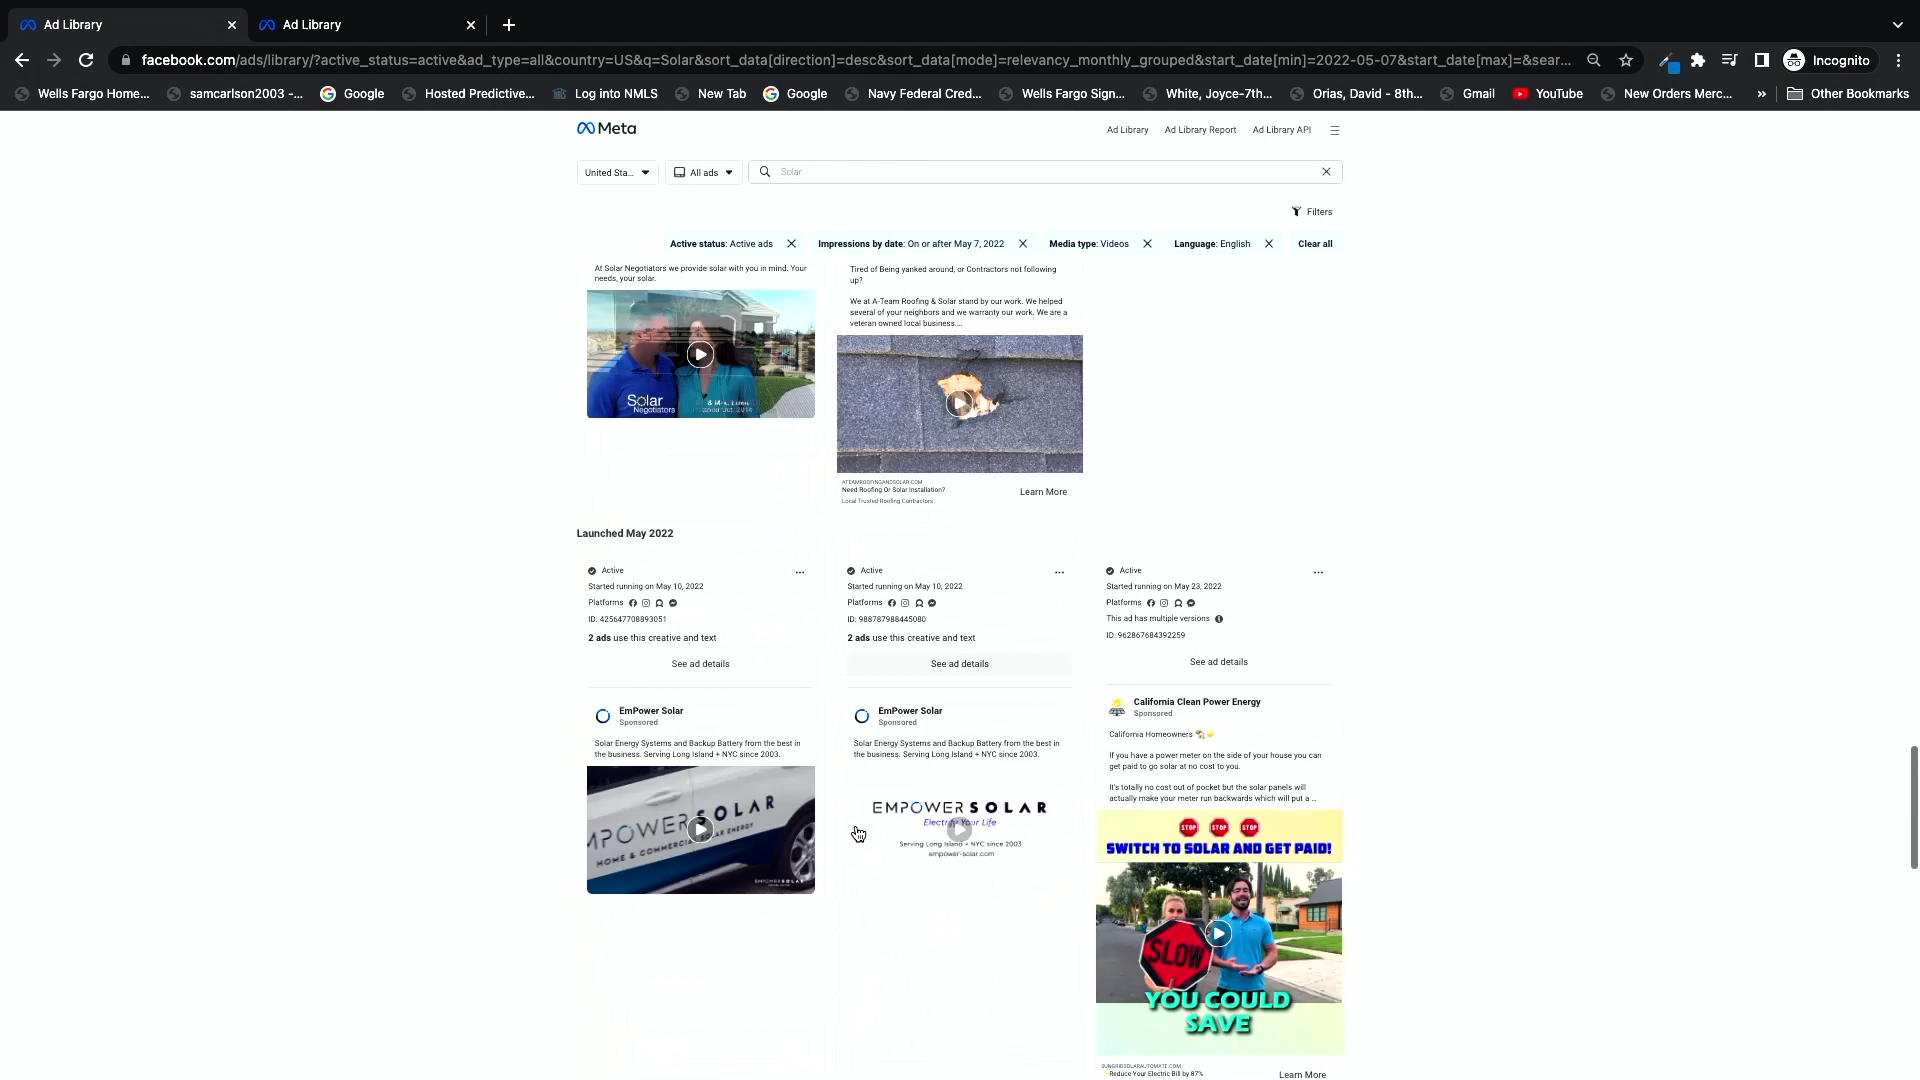 Ad Library
Ad Library
facebook.com/ads/library/?active_status=active&ad_type=all&country=US&q=Solar&sort_data[direction]=desc&sort_data[mode]=relevancy_monthly_grouped&start_date[min]=2022-05-07&start_date[max]=&sear...
Incognito
Wells Fargo Home...
samcarlson2003 -...
Google
Hosted Predictive...
Log into NMLS
New Tab
Google
Navy Federal Cred...
Wells Fargo Sign...
White, Joyce-7th...
Orias, David - 8th...
Gmail
YouTube
New Orders Merc...
»
Other Bookmarks
Meta
Ad Library
Ad Library Report
Ad Library API
United Sta...
All ads
Solar
Filters
Active status: Active ads
Impressions by date: On or after May 7, 2022
Media type: Videos
Language: English
Clear all
At Solar Negotiators we provide solar with you in mind. Your
needs, your solar.
Solar
Negotiators
Tired of Being yanked around, or Contractors not following
up?
We at A-Team Roofing & Solar stand by our work. We helped
several of your neighbors and we warranty our work. We are a
veteran owned local business....
ATEAMROOFINGANDSOLAR.COM
Need Roofing Or Solar Installation?
Local Trusted Roofing Contractors
Learn More
Launched May 2022
Active
Started running on May 10, 2022
Platforms
ID: 425647708893051
2 ads use this creative and text
See ad details
EmPower Solar
Sponsored
Solar Energy Systems and Backup Battery from the best in
the business. Serving Long Island + NYC since 2003.
MPOWERSOLAR
HOME & COMMERCIAL SOLAR ENERGY
EMPOWERSOLAR
Active
Started running on May 10, 2022
Platforms
ID: 988787988445080
2 ads use this creative and text
See ad details
EmPower Solar
Sponsored
Solar Energy Systems and Backup Battery from the best in
the business. Serving Long Island + NYC since 2003.
EMPOWERSOLAR
Electrify Your Life
Serving Long Island + NYC since 2003
empower-solar.com
Active
Started running on May 23, 2022
Platforms
This ad has multiple versions
ID: 962867684392259
See ad details
California Clean Power Energy
Sponsored
California Homeowners
If you have a power meter on the side of your house you can
get paid to go solar at no cost to you.
It's totally no cost out of pocket but the solar panels will
actually make your meter run backwards which will put a ...
STOP STOP STOP
SWITCH TO SOLAR AND GET PAID!
SLOW
YOU COULD
SAVE
SUNGRIDSOLARAUTOMATE.COM
Reduce Your Electric Bill by 87%
Learn More